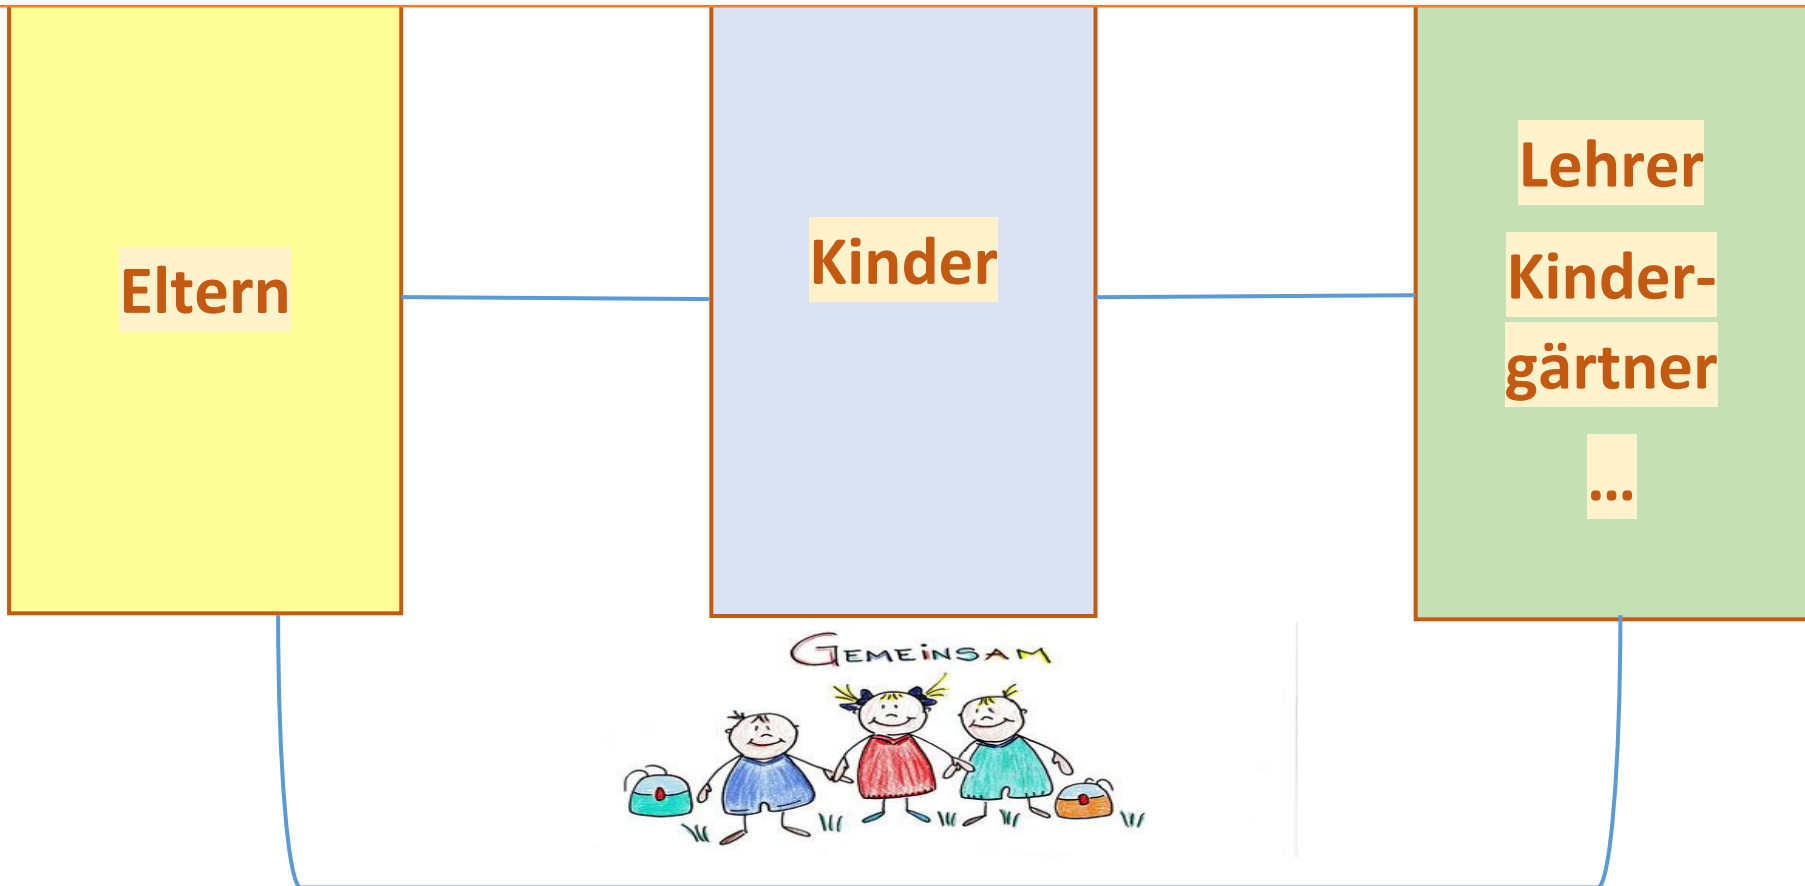 Eltern
Kinder
Lehrer
Kinder-
gärtner
...
GEMEiNSAM